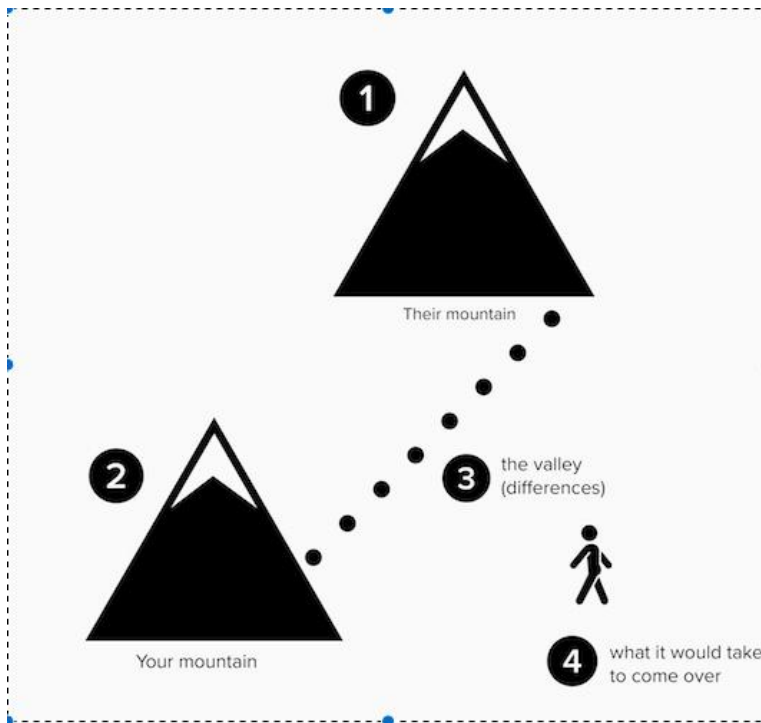 1
Their mountain
2
3
the valley
(differences)
Your mountain
4
what it would take
to come over